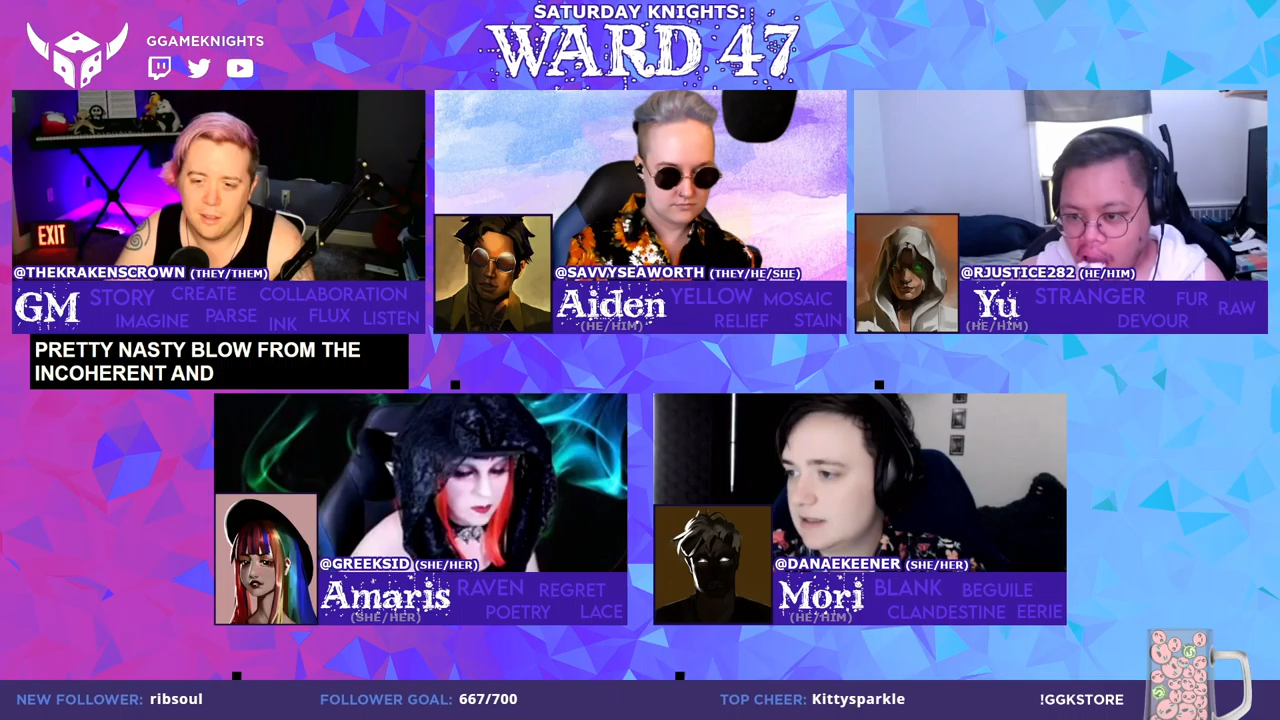 SATURDAY KNIGHTS:
WARD 47
GGAMEKNIGHTS
EXIT
@THEKRAKENSCROWN (THEY/THEM)
GM
STORY CREATE COLLABORATION
IMAGINE PARSE INK FLUX LISTEN
@SAVVYSEAWORTH (THEY/HE/SHE)
Aiden
(HE/HIM)
YELLOW MOSAIC
RELIEF STAIN
@RJUSTICE282 (HE/HIM)
Yu
(HE/HIM)
STRANGER FUR RAW
DEVOUR
PRETTY NASTY BLOW FROM THE
INCOHERENT AND
@GREEKSID (SHE/HER)
Amaris
(SHE/HER)
RAVEN REGRET
POETRY LACE
@DANAEKEENER (SHE/HER)
Mori
(HE/HIM)
BLANK BEGUILE
CLANDESTINE EERIE
NEW FOLLOWER: ribsoul FOLLOWER GOAL: 667/700 TOP CHEER: Kittysparkle !GGKSTORE